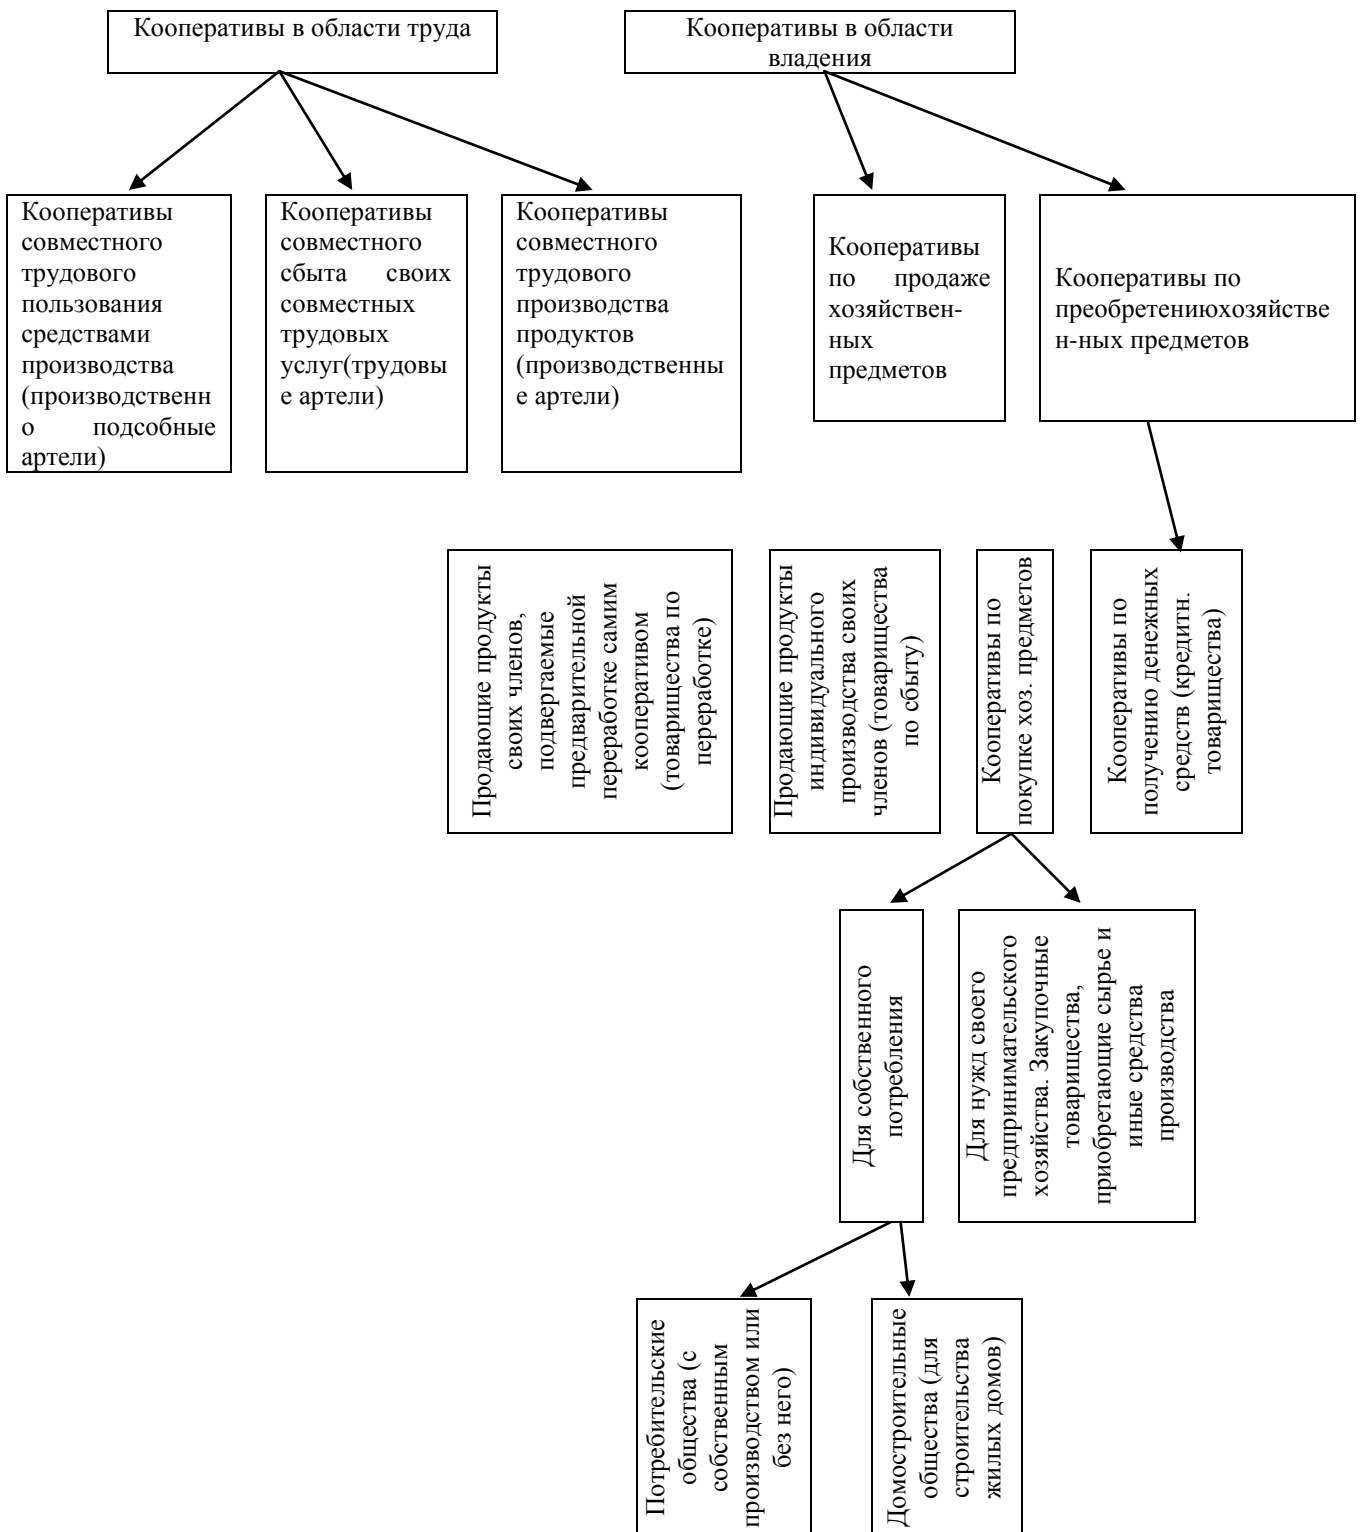 Кооперативы в области труда
Кооперативы в области
владения
Кооперативы
совместного
трудового
пользования
средствами
производства
(производственн
о подсобные
артели)
Кооперативы
совместного
сбыта своих
совместных
трудовых
услуг(трудовы
е артели)
Кооперативы
совместного
трудового
производства
продуктов
(производственны
е артели)
Кооперативы
по продаже
хозяйствен-
ных
предметов
Кооперативы по
преобретениюхозяйстве
н-ных предметов
Продающие продукты
своих членов,
подвергаемые
предварительной
переработке самим
кооперативом
(товарищества по
переработке)
Продающие продукты
индивидуального
производства своих
членов (товарищества
по сбыту)
Кооперативы по
покупке хоз. предметов
Кооперативы по
получению денежных
средств (кредитн.
товарищества)
Для собственного
потребления
Для нужд своего
предпринимательского
хозяйства. Закупочные
товарищества,
приобретающие сырье и
иные средства
производства
Потребительские
общества (с
собственным
производством или
без него)
Домостроительные
общества (для
строительства
жилых домов)